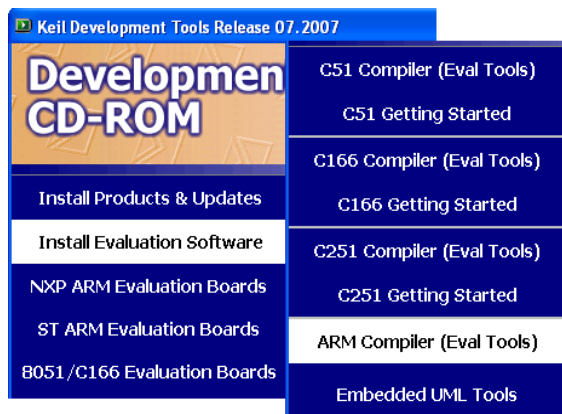 Keil Development Tools Release 07.2007
Developmen
CD-ROM
Install Products & Updates
Install Evaluation Software
NXP ARM Evaluation Boards
ST ARM Evaluation Boards
8051/C166 Evaluation Boards
C51 Compiler (Eval Tools)
C51 Getting Started
C166 Compiler (Eval Tools)
C166 Getting Started
C251 Compiler (Eval Tools)
C251 Getting Started
ARM Compiler (Eval Tools)
Embedded UML Tools